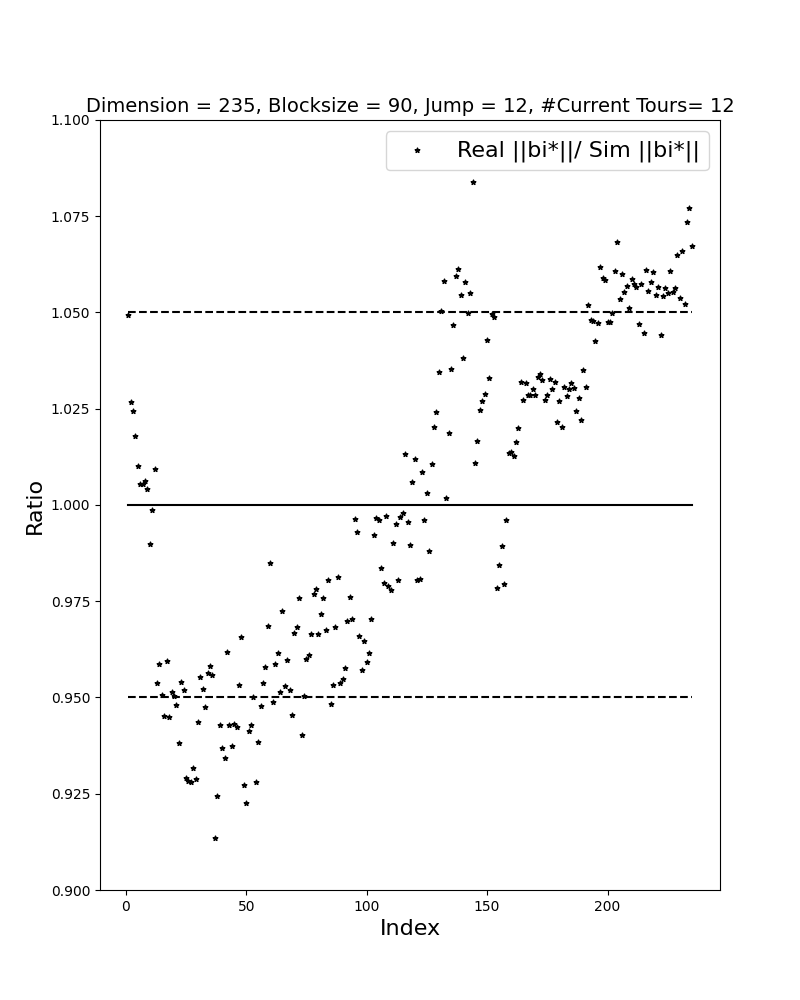 Dimension = 235, Blocksize = 90, Jump = 12, #Current Tours= 12
Real ||bi*||/ Sim ||bi*||
1.100
1.075
1.050
1.025
1.000
0.975
0.950
0.925
0.900
Ratio
0 50 100 150 200
Index